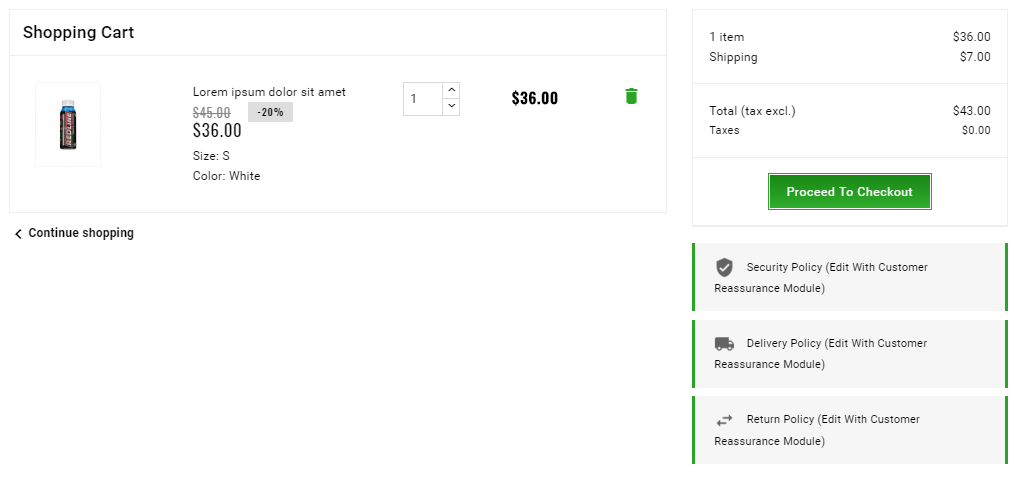 Shopping Cart
REDLINE
Lorem ipsum dolor sit amet
$45.00 -20%
$36.00
Size: S
Color: White
1
$36.00
Continue shopping
1 item $36.00
Shipping $7.00
Total (tax excl.) $43.00
Taxes $0.00
Proceed To Checkout
Security Policy (Edit With Customer
Reassurance Module)
Delivery Policy (Edit With Customer
Reassurance Module)
Return Policy (Edit With Customer
Reassurance Module)